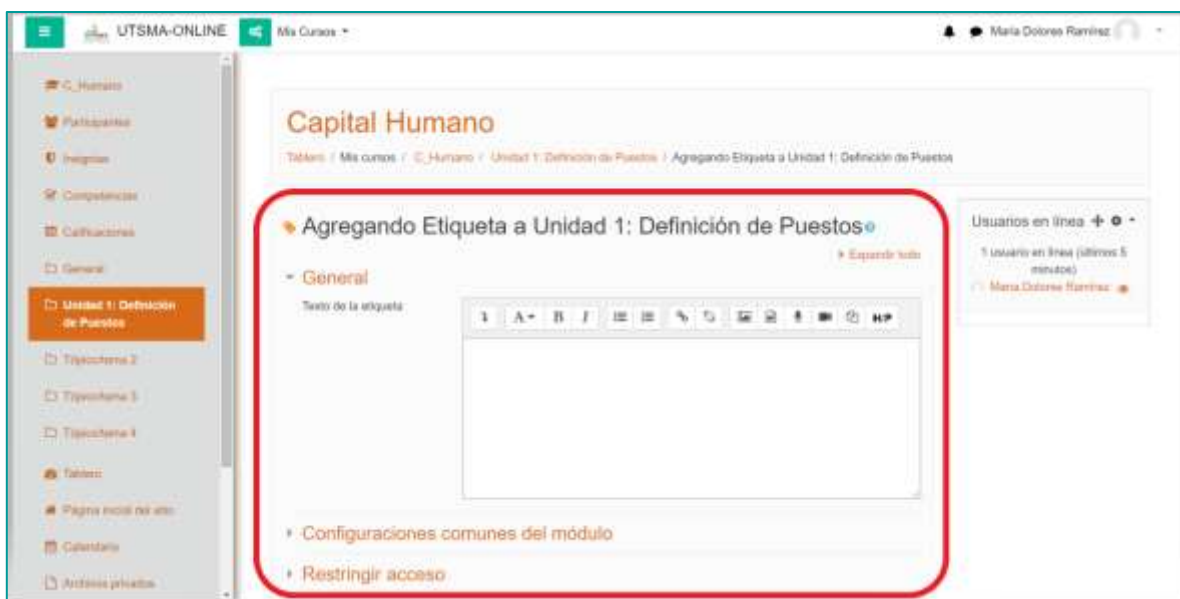 UTSMA-ONLINE
Mis Cursos
Maria Dolores Ramírez
C_Humano
Participantes
Insignias
Competencias
Calificaciones
General
Unidad 1: Definición
de Puestos
Tópico/tema 2
Tópico/tema 3
Tópico/tema 4
Tablero
Página inicial del sitio
Calendario
Archivos privados
Capital Humano
Tablero / Mis cursos / C_Humano / Unidad 1: Definición de Puestos / Agregando Etiqueta a Unidad 1: Definición de Puestos
Agregando Etiqueta a Unidad 1: Definición de Puestos
Expandir todo
General
Texto de la etiqueta
A B I H-P
Configuraciones comunes del módulo
Restringir acceso
Usuarios en línea
1 usuario en línea (últimos 5
minutos)
Maria Dolores Ramírez